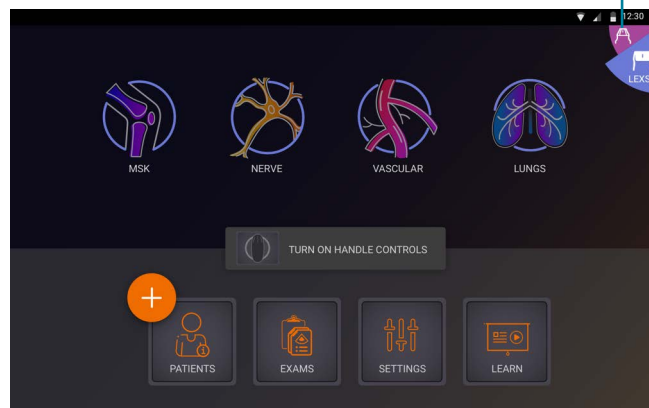 12:30
LEXS
MSK
NERVE
VASCULAR
LUNGS
TURN ON HANDLE CONTROLS
PATIENTS
EXAMS
SETTINGS
LEARN